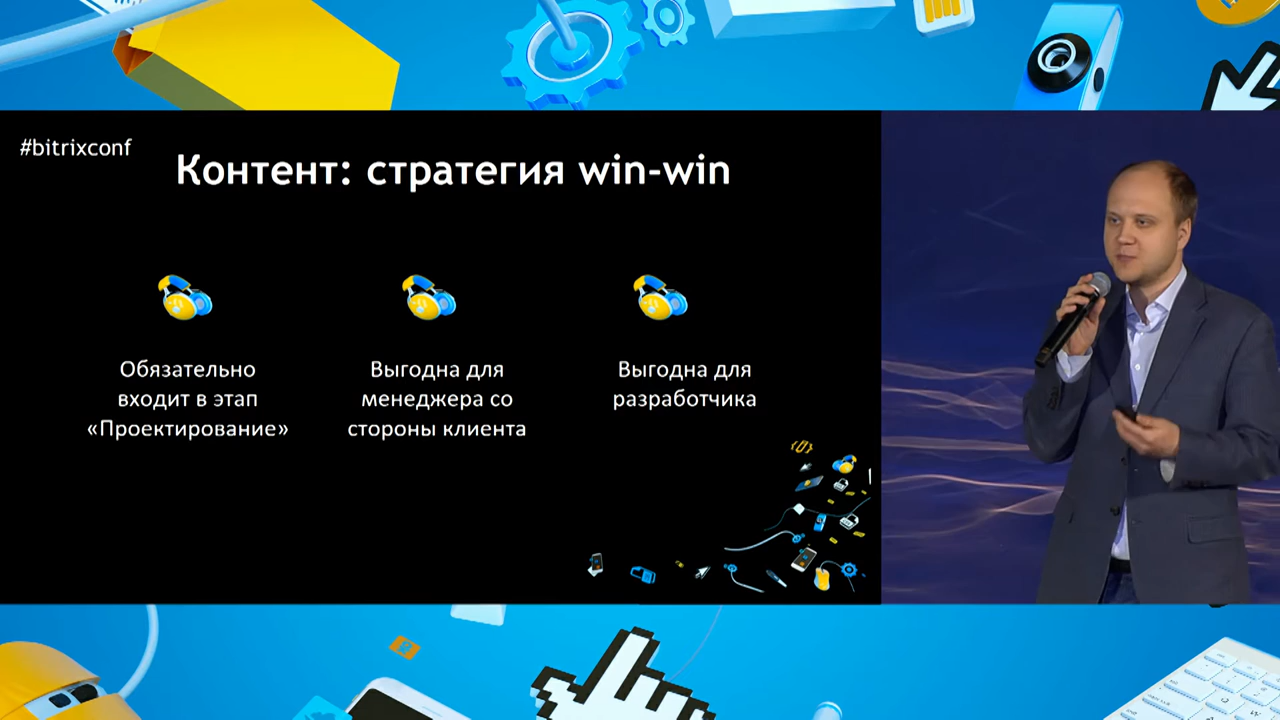 #bitrixconf
Контент: стратегия win-win
Обязательно
входит в этап
«Проектирование»
Выгодна для
менеджера со
стороны клиента
Выгодна для
разработчика